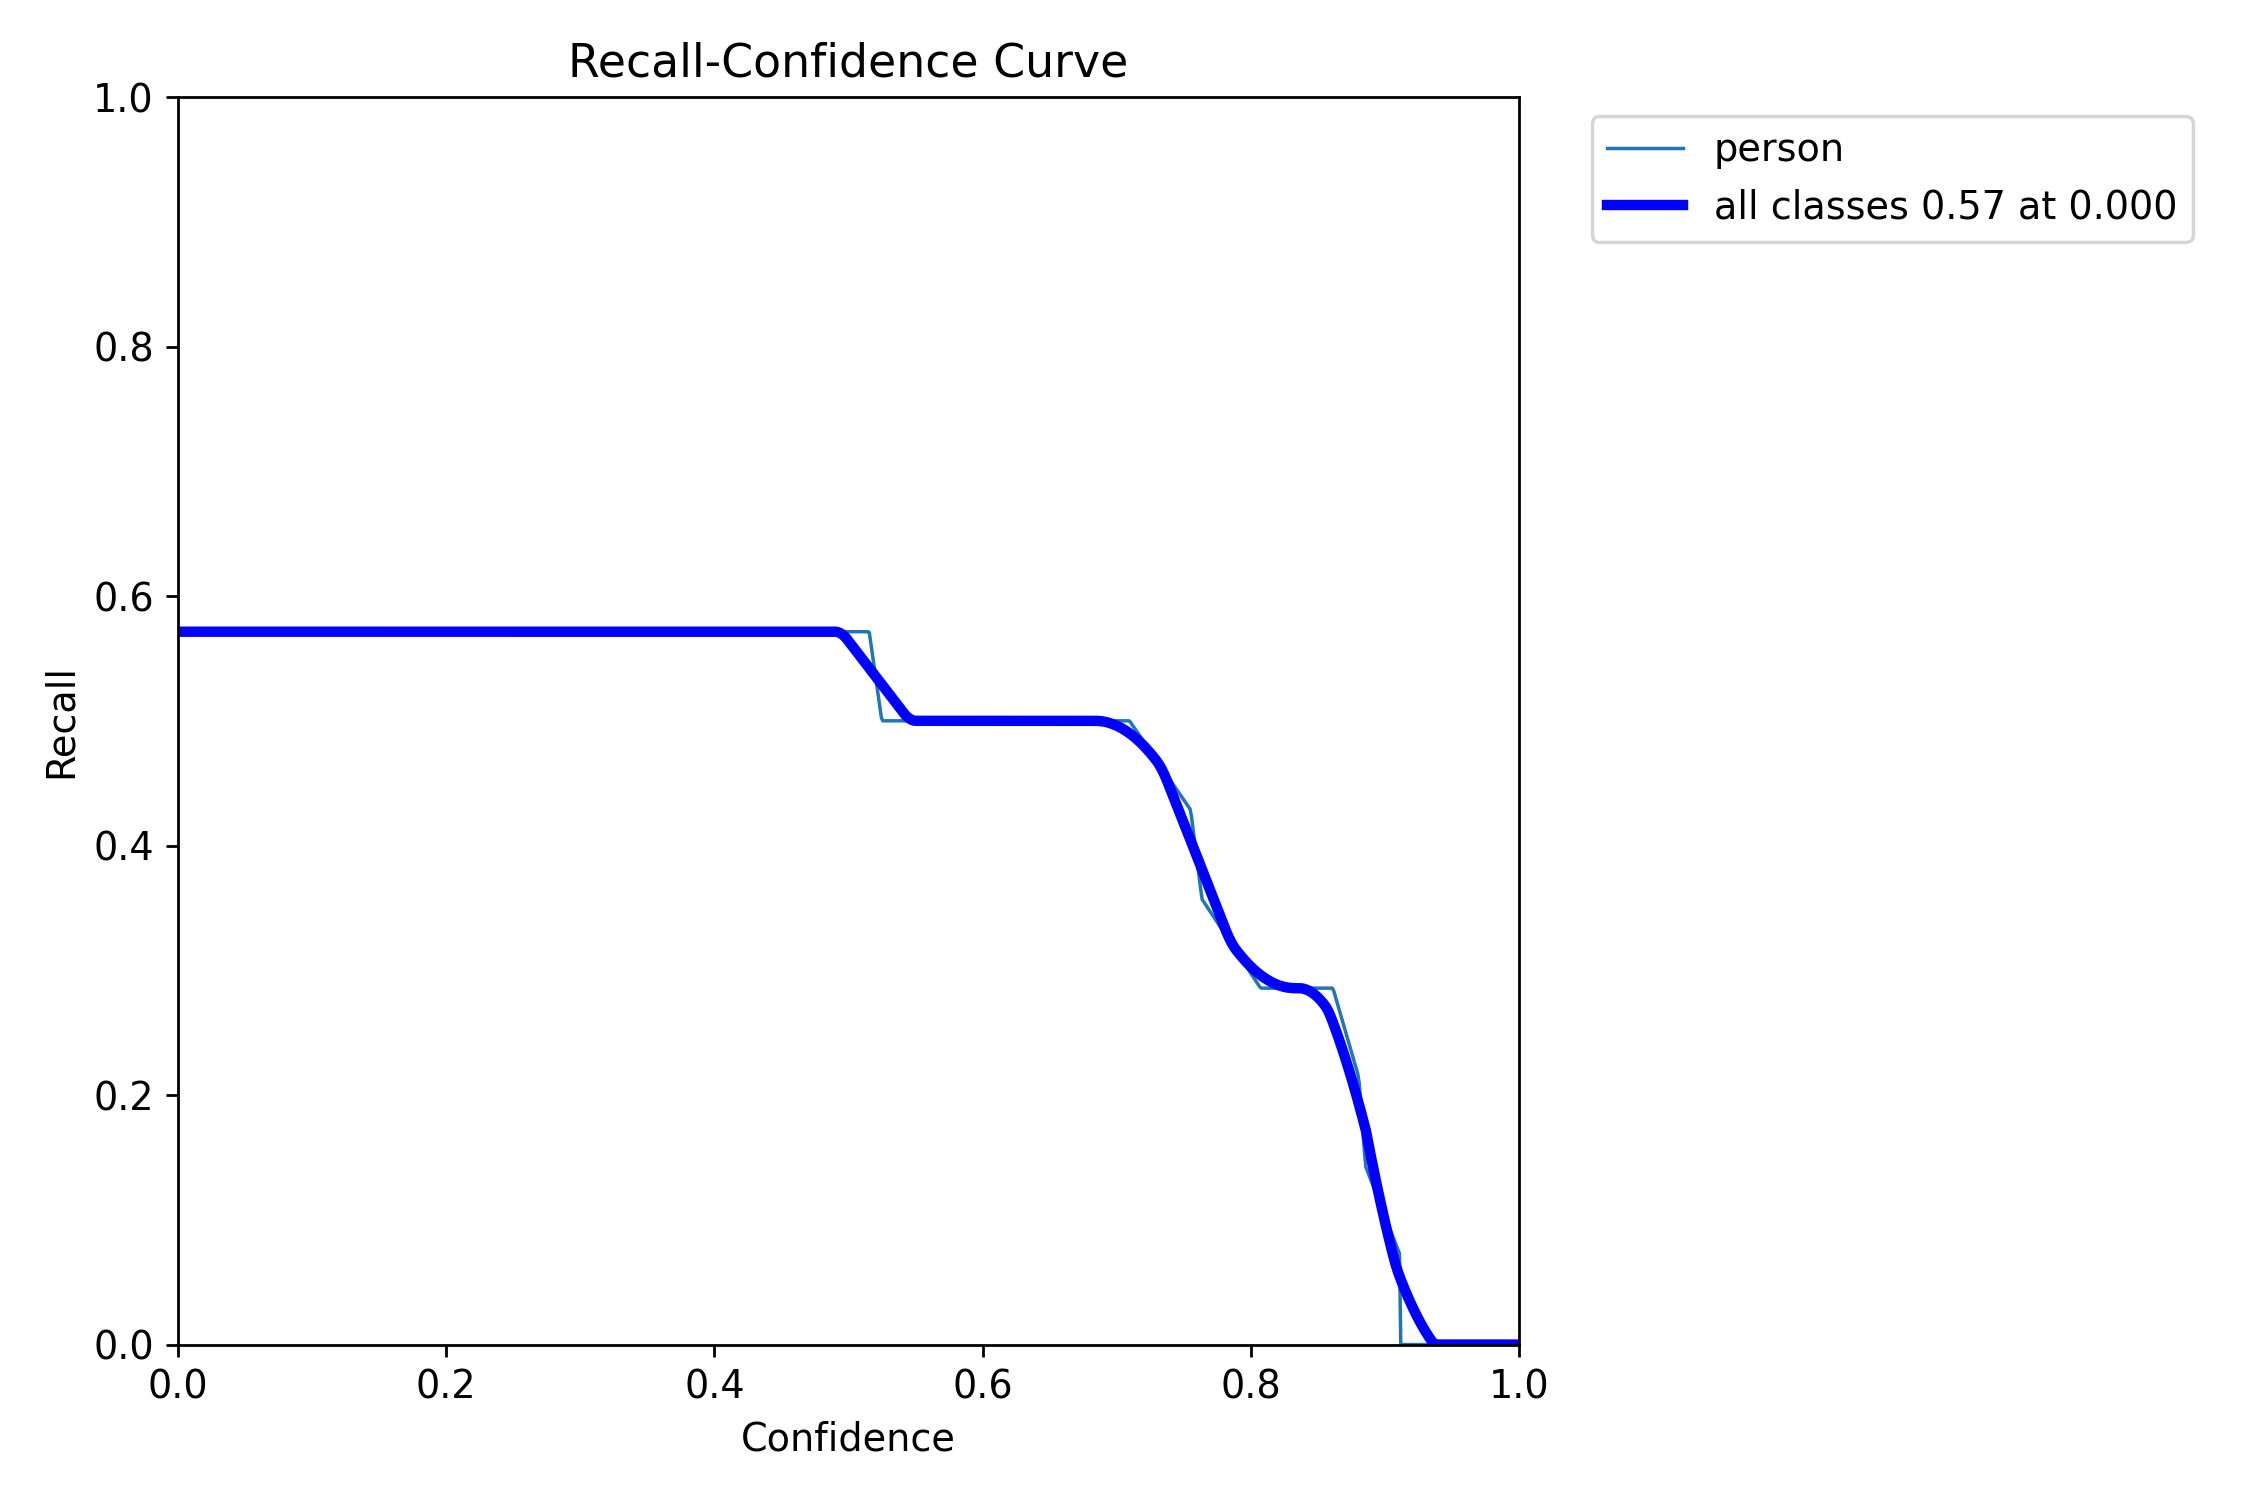 Recall-Confidence Curve
1.0
0.8
0.6
0.4
0.2
0.0
Recall
0.0 0.2 0.4 0.6 0.8 1.0
Confidence
person
all classes 0.57 at 0.000